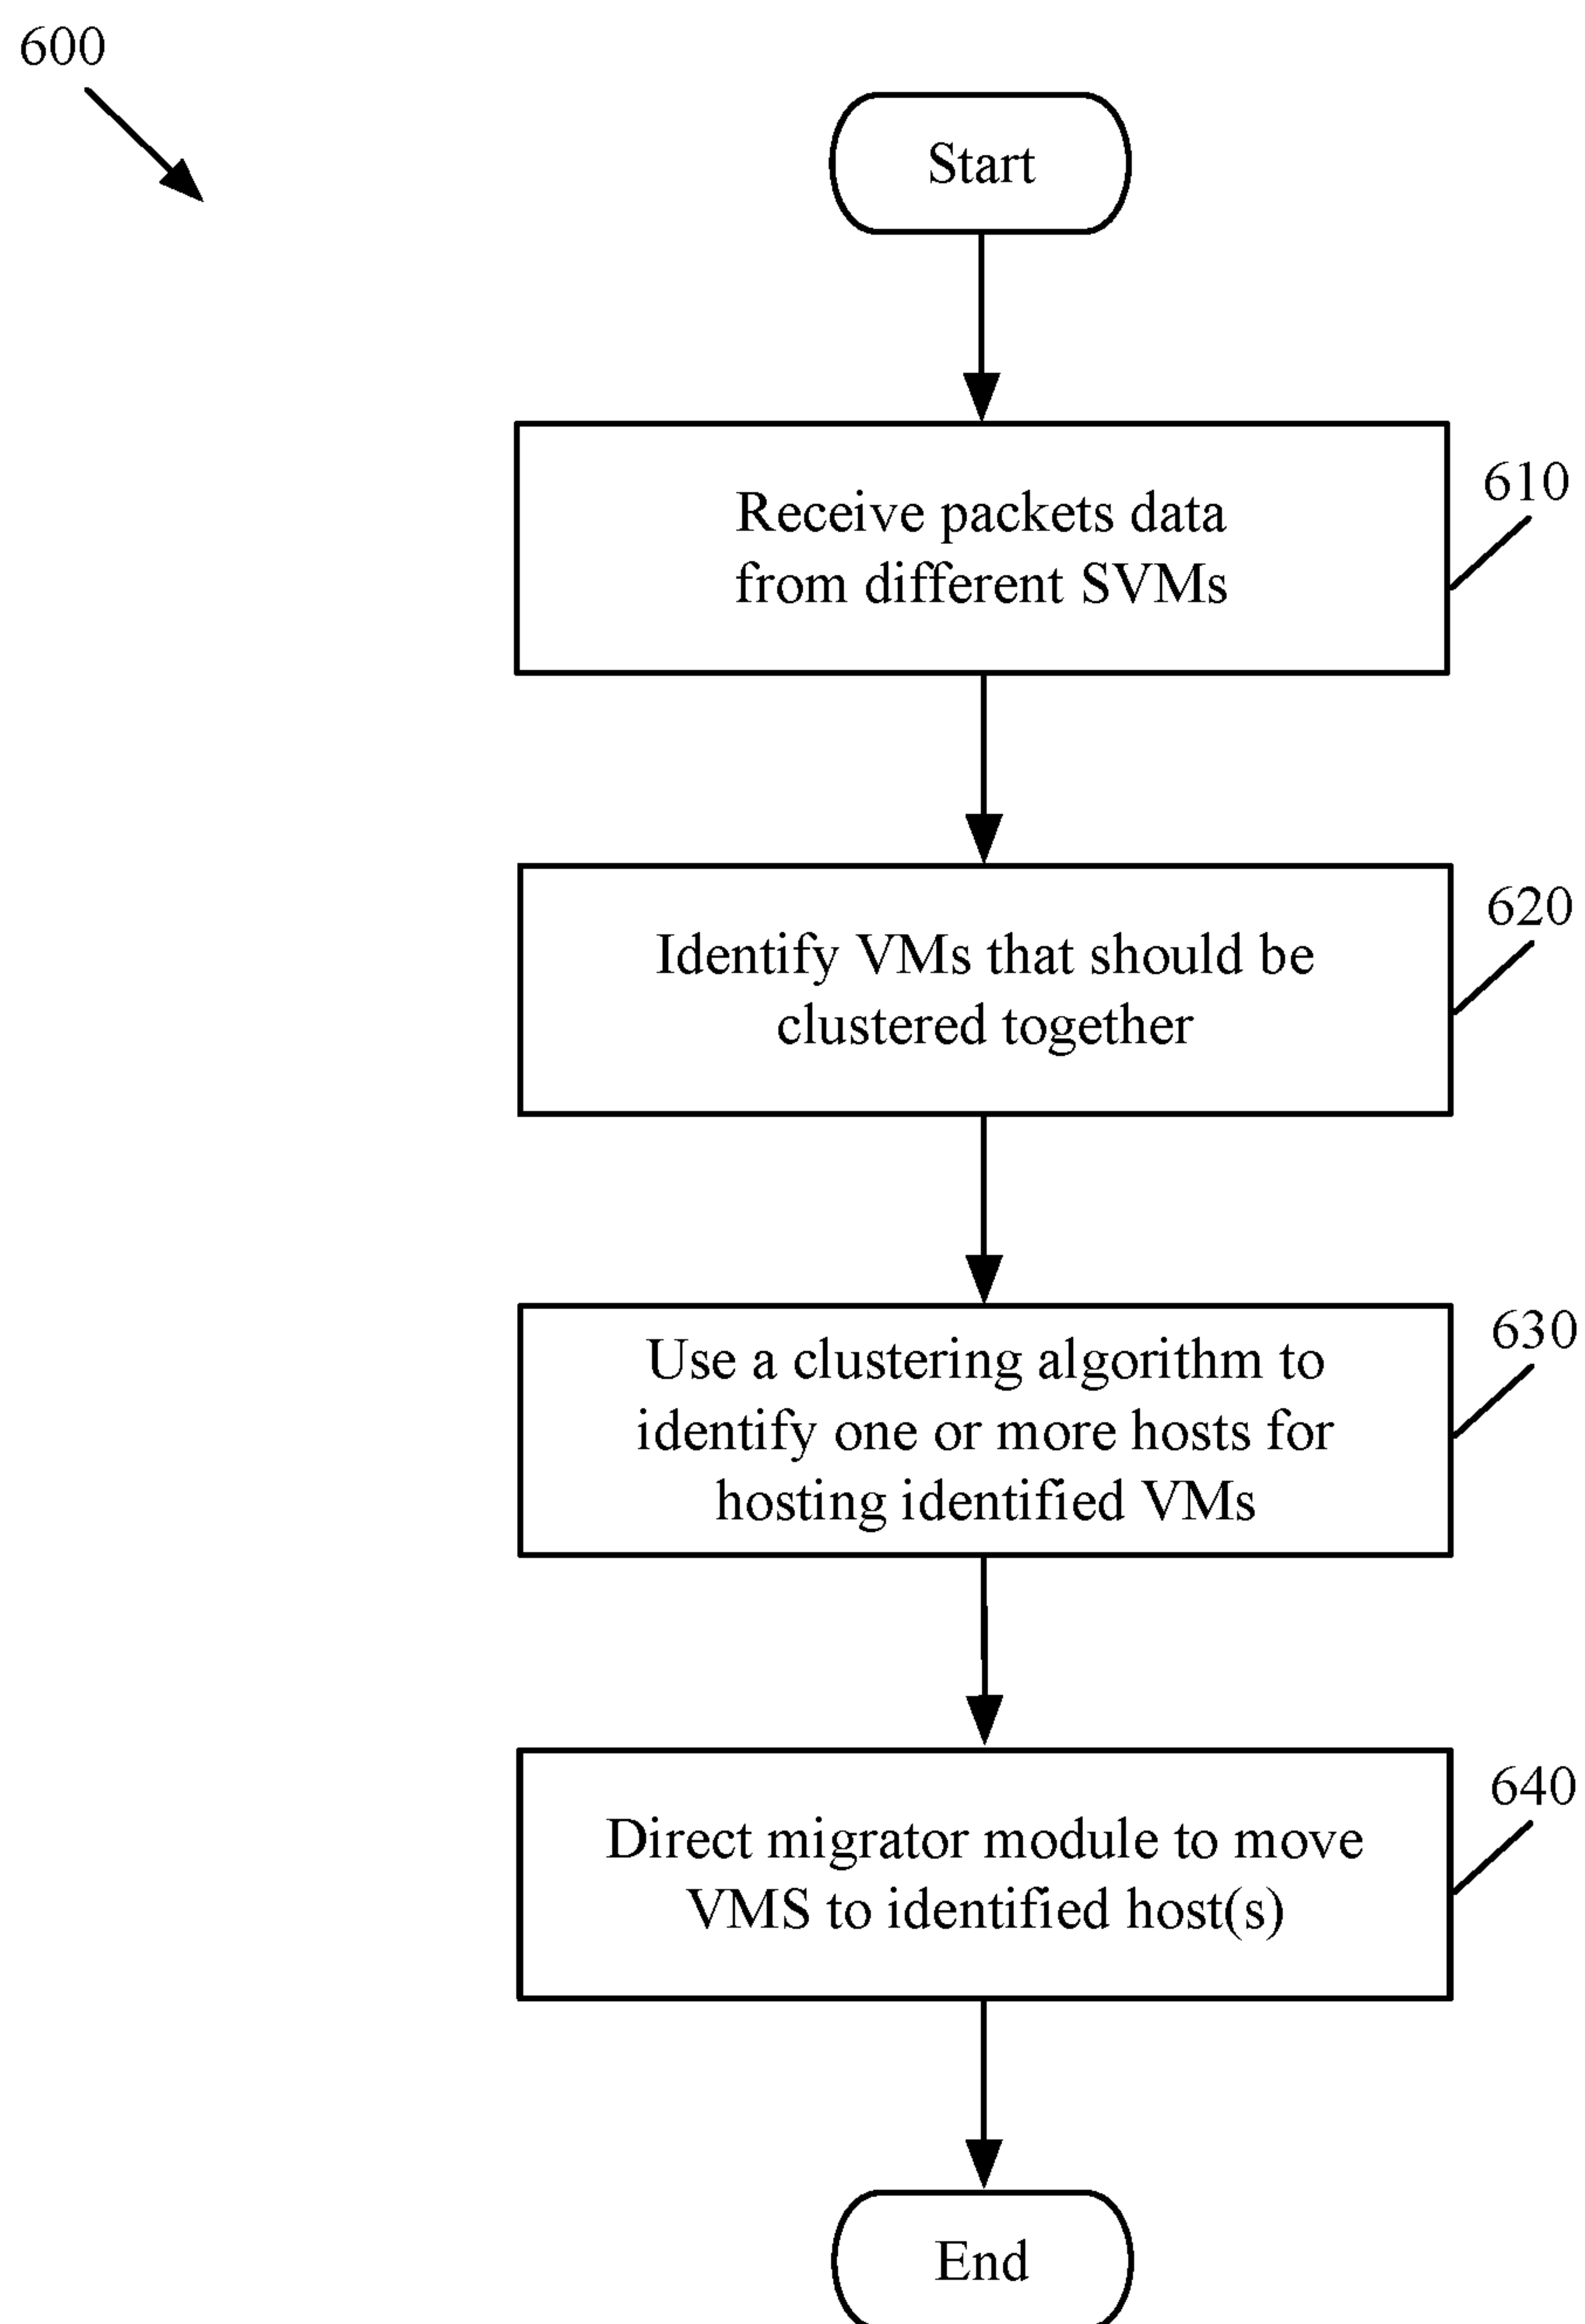 600
Start
Receive packets data
from different SVMs
610
Identify VMs that should be
clustered together
620
Use a clustering algorithm to
identify one or more hosts for
hosting identified VMs
630
Direct migrator module to move
VMS to identified host(s)
640
End